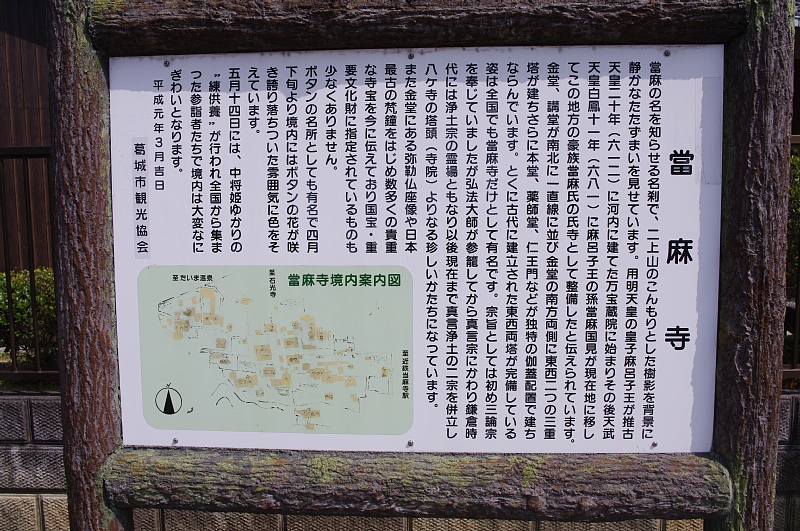 當麻寺
當麻の名を知らせる名刹で、二上山のこんもりとした樹影を背景に
静かなたたずまいを見せています。用明天皇の皇子麻呂子王が推古
天皇二十年（六一二）に河内に建てた万宝蔵院に始まりその後天武
天皇白鳳十一年（六八一）に麻呂子王の孫當麻国見が現在地に移し
てこの地方の豪族當麻氏の氏寺として整備したと伝えられています。
金堂、講堂が南北に一直線に並び金堂の南方両側に東西二つの三重
塔が建ちさらに本堂、薬師堂、仁王門などが独特の伽蓋配置で建ち
ならんでいます。とくに古代に建立された東西両塔が完備している
姿は全国でも當麻寺だけとして有名です。宗旨としては初め三論宗
を奉していましたが弘法大師が参籠してから真言宗にかわり鎌倉時
代には浄土宗の霊場ともなり以後現在まで真言浄土の二宗を併立し
八ヶ寺の塔頭（寺院）よりなる珍しいかたちになっています。
また金堂にある弥勒仏座像や日本
最古の梵鐘をはじめ数多くの貴重
な寺宝を今に伝えており国宝・重
要文化財に指定されているものも
少なくありません。
ボタンの名所としても有名で四月
下旬より境内にはボタンの花が咲
き誇り落ちついた雰囲気に色をそ
えています。
五月十四日には、中将姫ゆかりの
"練供養"が行われ全国から集ま
った参詣者たちで境内は大変なに
ぎわいとなります。
平成元年３月吉日
葛城市観光協会
當麻寺境内案内図
至たいま温泉
至石光寺
至近鉄当麻寺駅